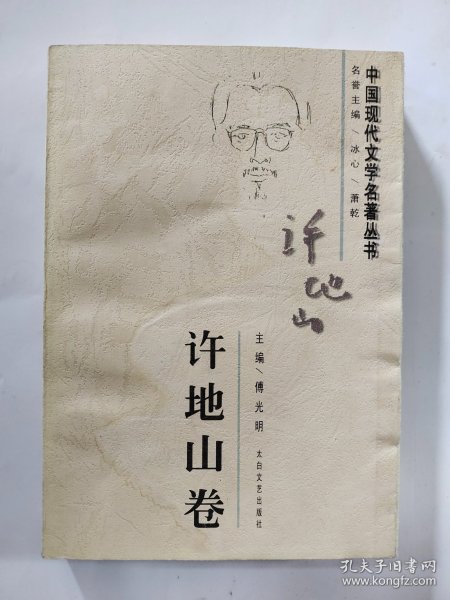 中国现代文学名著丛书
名誉主编/冰心/萧乾
许地山
主编/傅光明
太白文艺出版社
许地山卷
孔夫子旧书网
www.kongfz.com